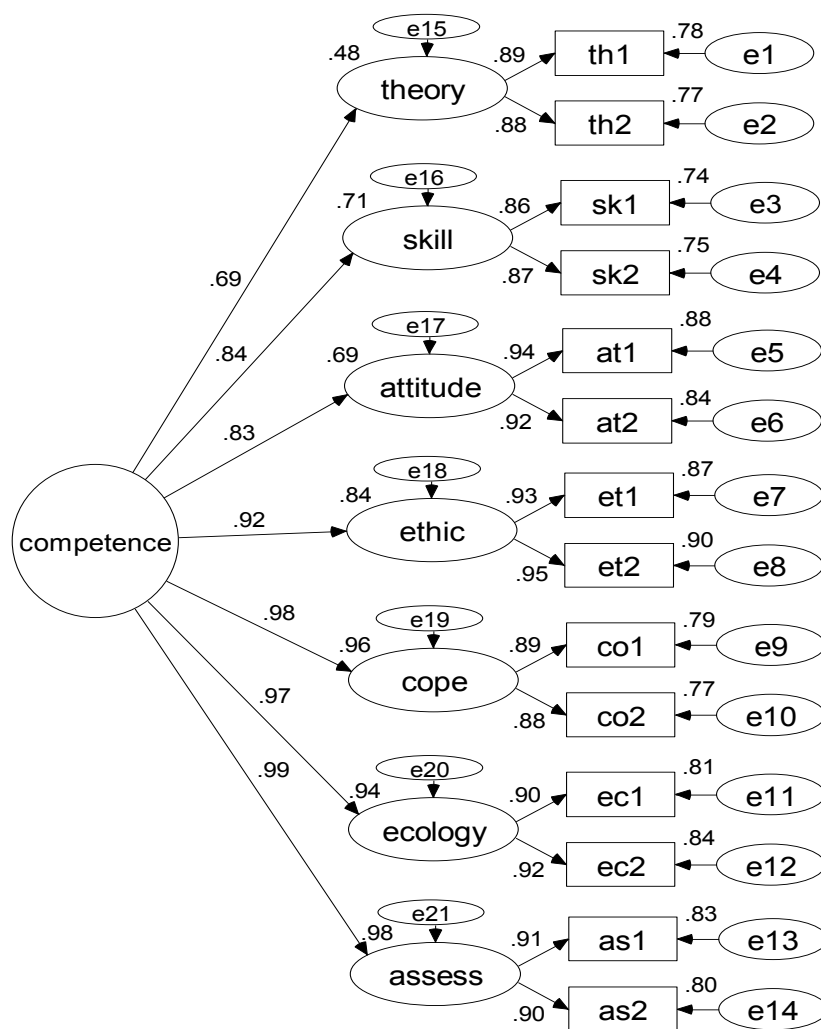 e15
.48
.89
.78
th1
e1
theory
.88
.77
th2
e2
e16
.71
.86
.74
sk1
e3
skill
.87
.75
sk2
e4
.69
.84
e17
.69
.94
.88
at1
e5
attitude
.92
.84
at2
e6
.83
e18
.84
.93
.87
et1
e7
.92
ethic
competence
.95
.90
et2
e8
.98
e19
.96
.89
.79
co1
e9
cope
.88
.77
co2
e10
.97
.99
e20
.94
.90
.81
ec1
e11
ecology
.92
.84
ec2
e12
e21
.98
.91
.83
as1
e13
assess
.90
.80
as2
e14